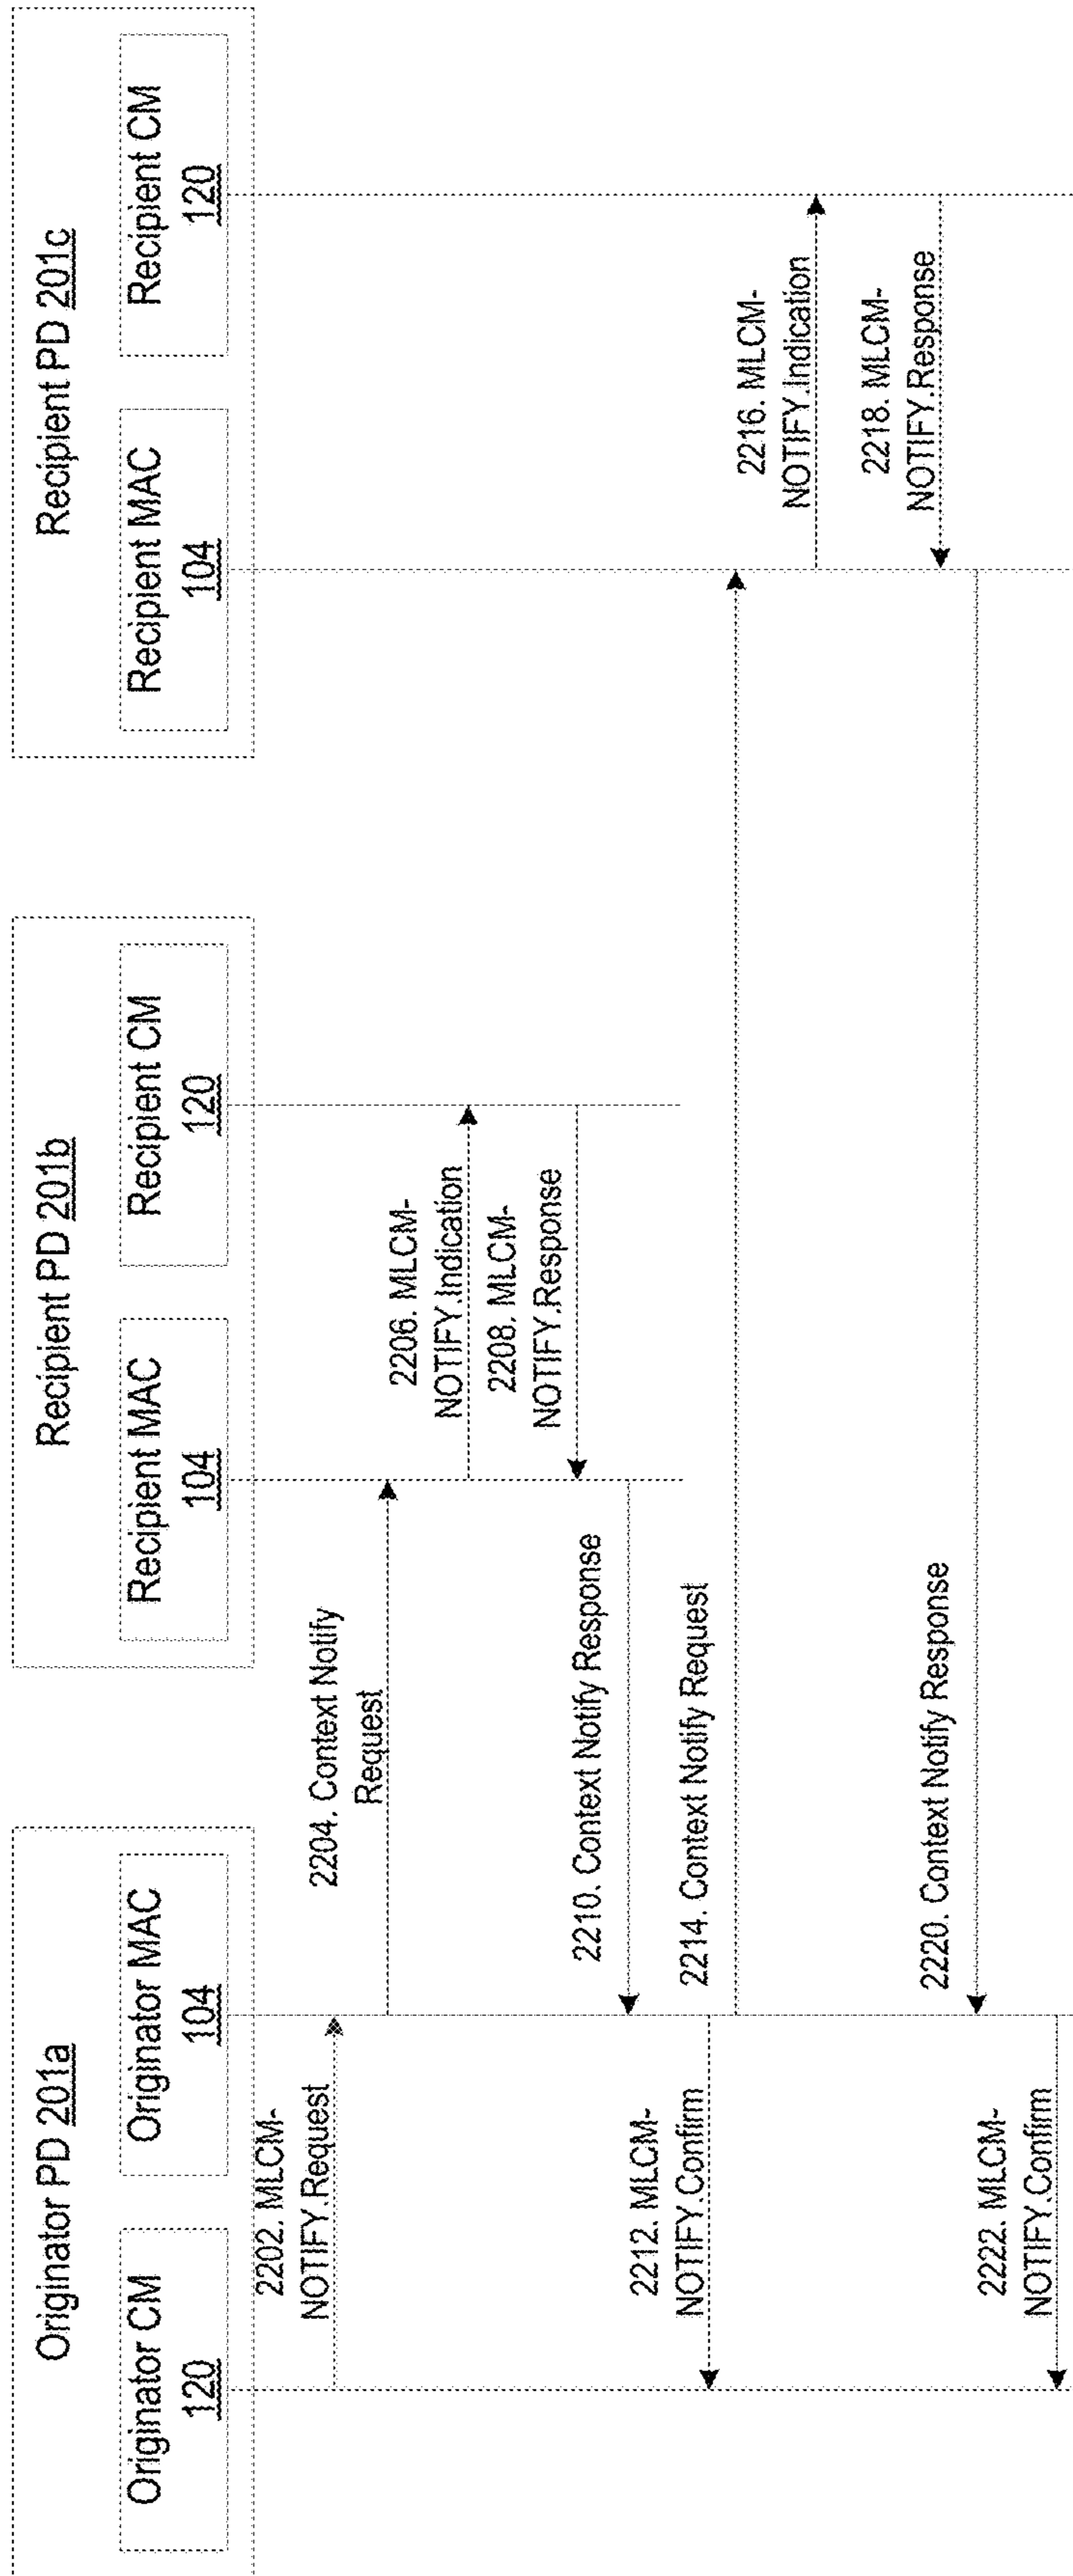 Originator PD 201a
Originator CM
120
Originator MAC
104
Recipient PD 201b
Recipient MAC
104
Recipient CM
120
Recipient PD 201c
Recipient MAC
104
Recipient CM
120
2202. MLCM-
NOTIFY.Request
2204. Context Notify
Request
2206. MLCM-
NOTIFY.Indication
2208. MLCM-
NOTIFY.Response
2210. Context Notify Response
2212. MLCM-
NOTIFY.Confirm
2214. Context Notify Request
2216. MLCM-
NOTIFY.Indication
2218. MLCM-
NOTIFY.Response
2220. Context Notify Response
2222. MLCM-
NOTIFY.Confirm